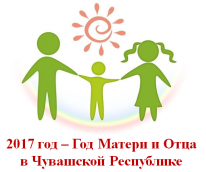 2017 год – Год Матери и Отца
в Чувашской Республике